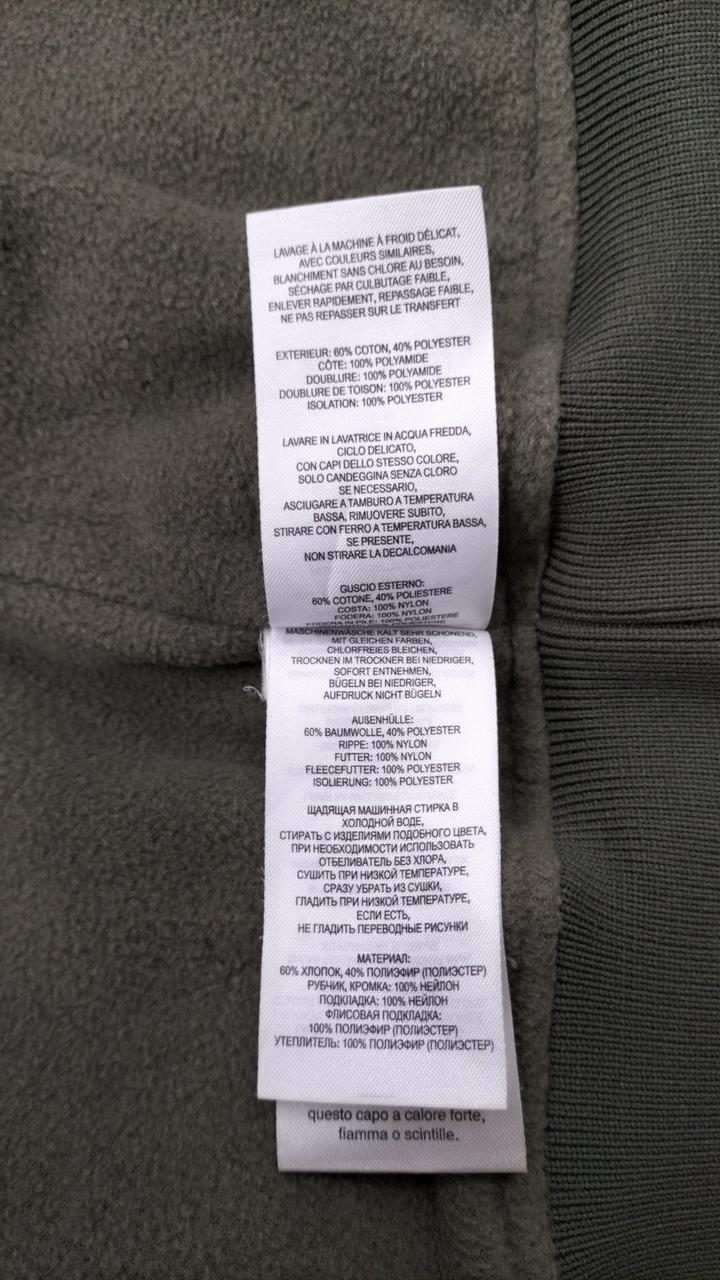 LAVAGE À LA MACHINE À FROID DÉLICAT,
AVEC COULEURS SIMILAIRES,
BLANCHIMENT SANS CHLORE AU BESOIN,
SÉCHAGE PAR CULBUTAGE FAIBLE,
ENLEVER RAPIDEMENT, REPASSAGE FAIBLE,
NE PAS REPASSER SUR LE TRANSFERT
EXTERIEUR: 60% COTON, 40% POLYESTER
CÔTE: 100% POLYAMIDE
DOUBLURE: 100% POLYAMIDE
DOUBLURE DE TOISON: 100% POLYESTER
ISOLATION: 100% POLYESTER
LAVARE IN LAVATRICE IN ACQUA FREDDA,
CICLO DELICATO,
CON CAPI DELLO STESSO COLORE,
SOLO CANDEGGINA SENZA CLORO
SE NECESSARIO,
ASCIUGARE A TAMBURO A TEMPERATURA
BASSA, RIMUOVERE SUBITO,
STIRARE CON FERRO A TEMPERATURA BASSA,
SE PRESENTE,
NON STIRARE LA DECALCOMANIA
GUSCIO ESTERNO:
60% COTONE, 40% POLIESTERE
COSTA: 100% NYLON
FODERA: 100% NYLON
FODERA IN PILE: 100% POLIESTERE
MASCHINENWÄSCHE KALT SEHR SCHONEND,
MIT GLEICHEN FARBEN,
CHLORFREIES BLEICHEN,
TROCKNEN IM TROCKNER BEI NIEDRIGER,
SOFORT ENTNEHMEN,
BÜGELN BEI NIEDRIGER,
AUFDRUCK NICHT BÜGELN
AUßENHÜLLE:
60% BAUMWOLLE, 40% POLYESTER
RIPPE: 100% NYLON
FUTTER: 100% NYLON
FLEECEFUTTER: 100% POLYESTER
ISOLIERUNG: 100% POLYESTER
ЩАДЯЩАЯ МАШИННАЯ СТИРКА В
ХОЛОДНОЙ ВОДЕ,
СТИРАТЬ С ИЗДЕЛИЯМИ ПОДОБНОГО ЦВЕТА,
ПРИ НЕОБХОДИМОСТИ ИСПОЛЬЗОВАТЬ
ОТБЕЛИВАТЕЛЬ БЕЗ ХЛОРА,
СУШИТЬ ПРИ НИЗКОЙ ТЕМПЕРАТУРЕ,
СРАЗУ УБРАТЬ ИЗ СУШКИ,
ГЛАДИТЬ ПРИ НИЗКОЙ ТЕМПЕРАТУРЕ,
ЕСЛИ ЕСТЬ,
НЕ ГЛАДИТЬ ПЕРЕВОДНЫЕ РИСУНКИ
МАТЕРИАЛ:
60% ХЛОПОК, 40% ПОЛИЭФИР (ПОЛИЭСТЕР)
РУБЧИК, КРОМКА: 100% НЕЙЛОН
ПОДКЛАДКА: 100% НЕЙЛОН
ФЛИСОВАЯ ПОДКЛАДКА:
100% ПОЛИЭФИР (ПОЛИЭСТЕР)
УТЕПЛИТЕЛЬ: 100% ПОЛИЭФИР (ПОЛИЭСТЕР)
questo capo a calore forte,
fiamma o scintille.